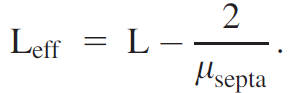 L_eff = L − 2/μ_septa.